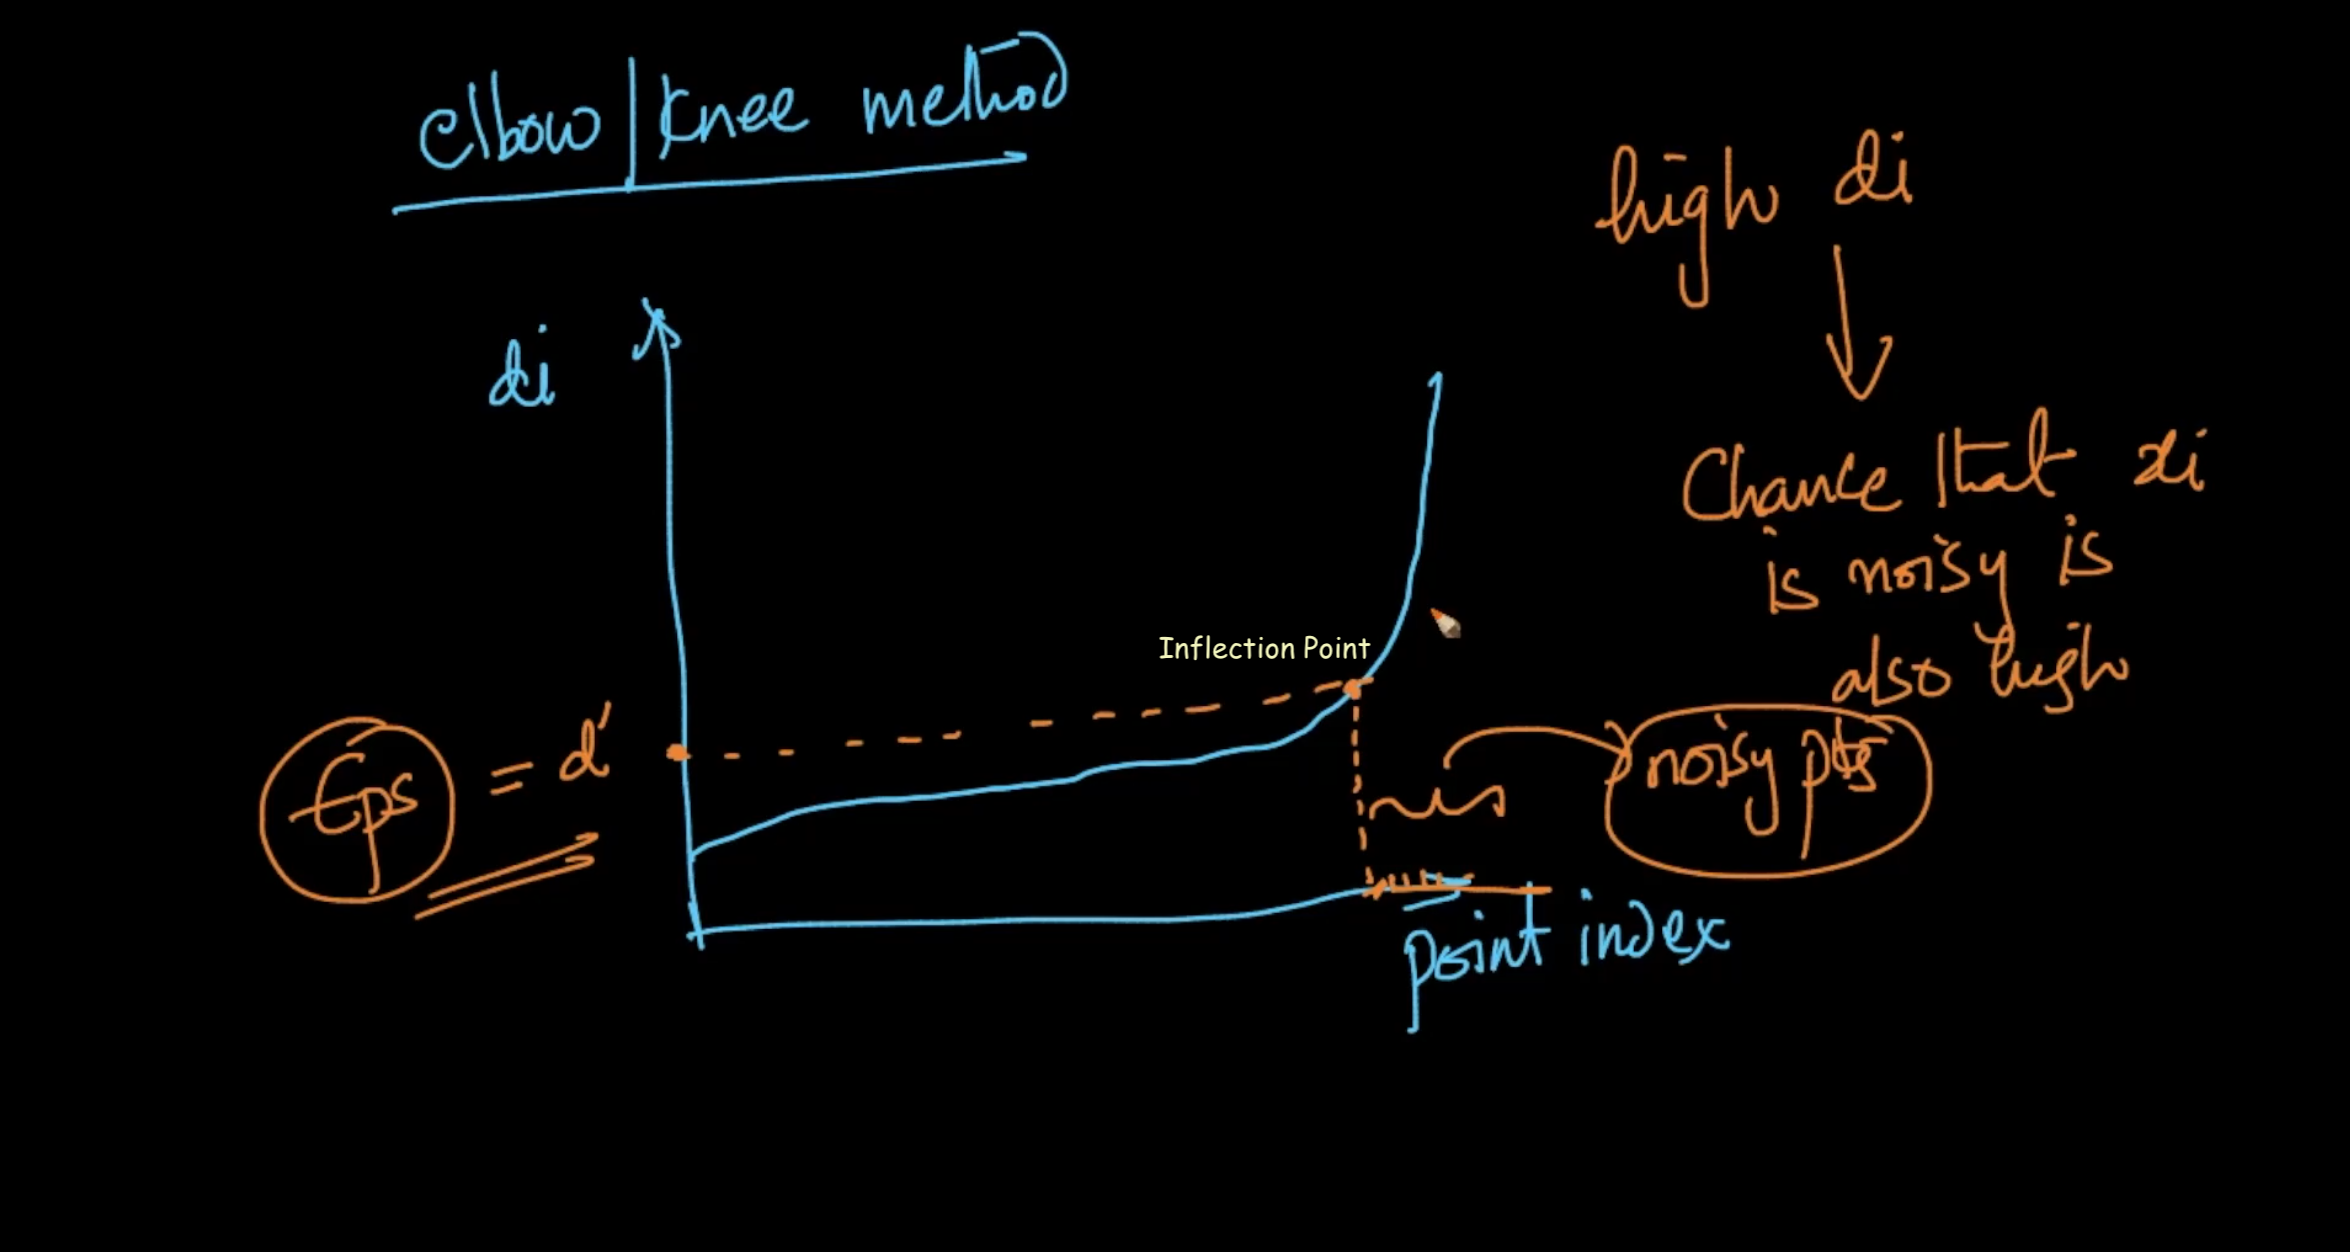 elbow | knee method
high di
di
Chance that xi
is noisy is
also high
Inflection Point
Eps = d'
noisy pts
point index